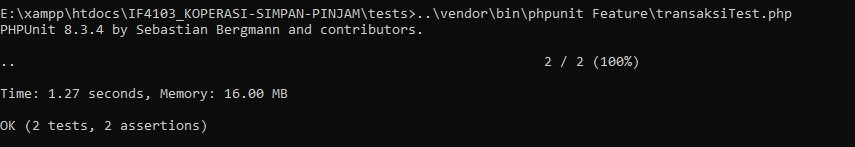 E:\xampp\htdocs\IF4103_KOPERASI-SIMPAN-PINJAM\tests>..\vendor\bin\phpunit Feature\transaksiTest.php
PHPUnit 8.3.4 by Sebastian Bergmann and contributors.
.. 2 / 2 (100%)
Time: 1.27 seconds, Memory: 16.00 MB
OK (2 tests, 2 assertions)